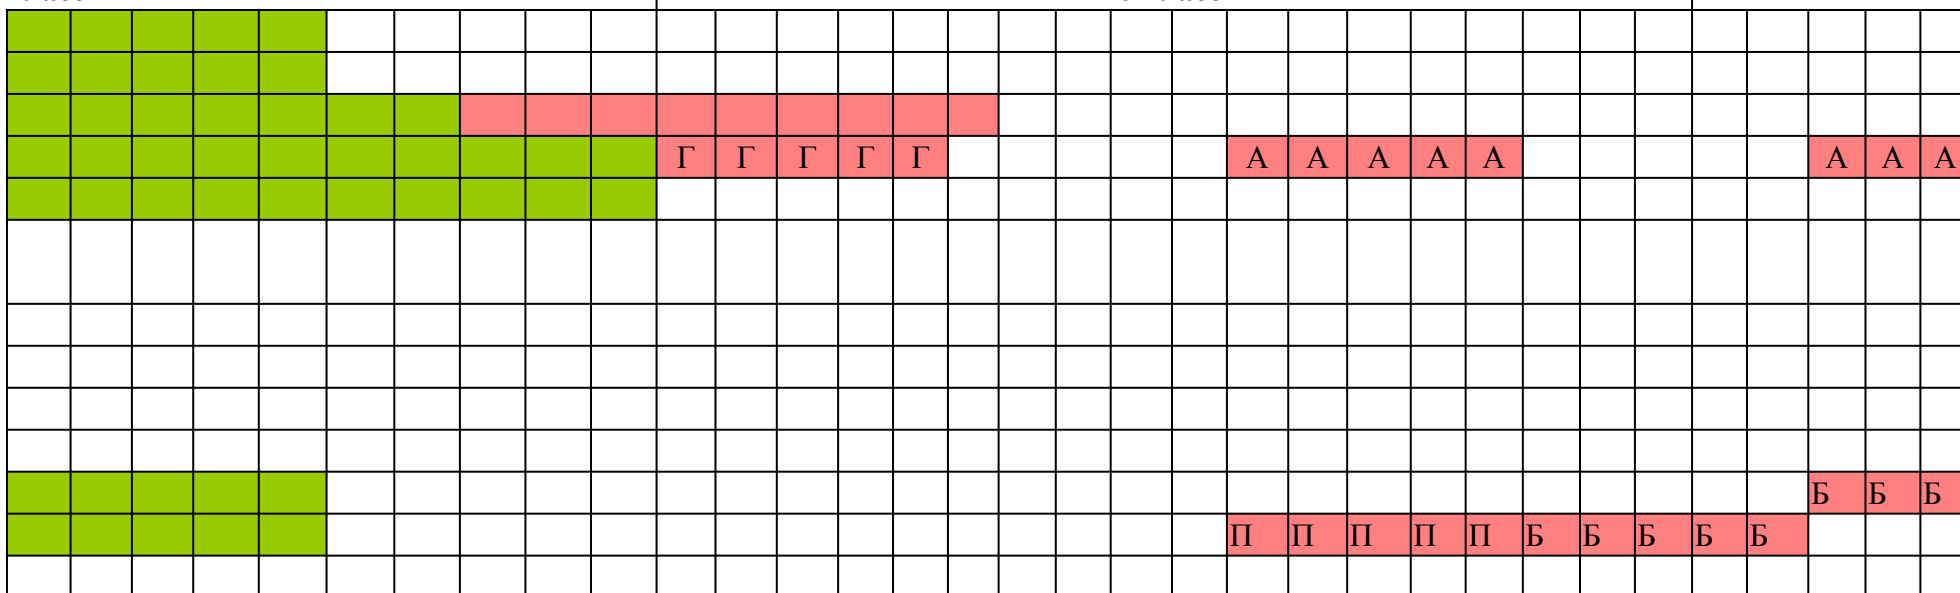 Г Г Г Г Г А А А А А А А А
Б Б Б
П П П П П Б Б Б Б Б